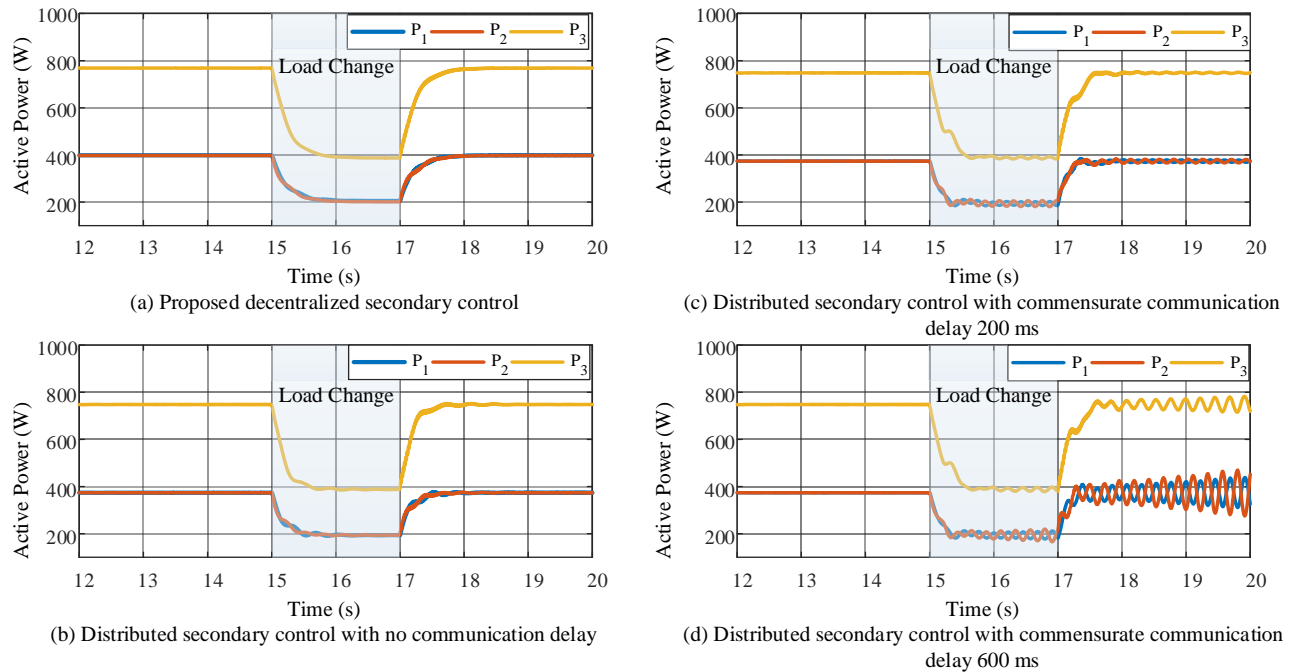 1000
800
600
400
200
Active Power (W)
P1 P2 P3
Load Change
12 13 14 15 16 17 18 19 20
Time (s)
(a) Proposed decentralized secondary control
1000
800
600
400
200
Active Power (W)
P1 P2 P3
Load Change
12 13 14 15 16 17 18 19 20
Time (s)
(c) Distributed secondary control with commensurate communication
delay 200 ms
1000
800
600
400
200
Active Power (W)
P1 P2 P3
Load Change
12 13 14 15 16 17 18 19 20
Time (s)
(b) Distributed secondary control with no communication delay
1000
800
600
400
200
Active Power (W)
P1 P2 P3
Load Change
12 13 14 15 16 17 18 19 20
Time (s)
(d) Distributed secondary control with commensurate communication
delay 600 ms